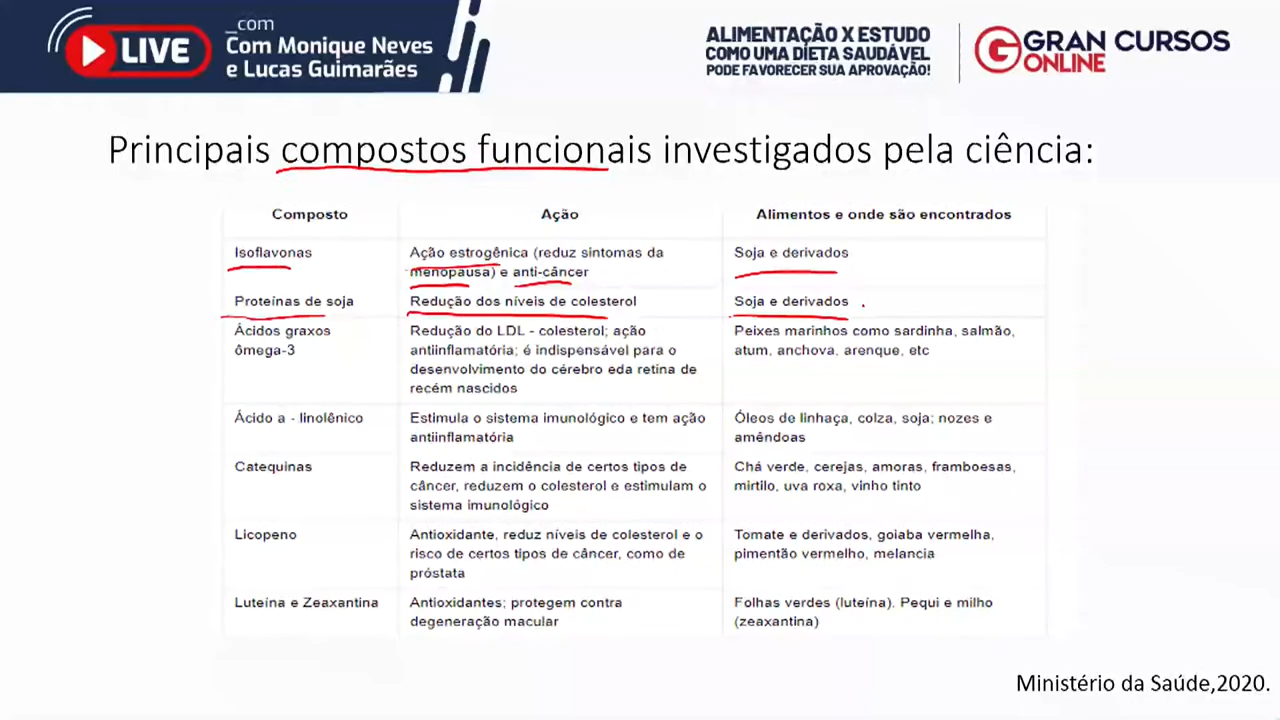 LIVE
_com
Com Monique Neves
e Lucas Guimarães
ALIMENTAÇÃO X ESTUDO
COMO UMA DIETA SAUDÁVEL
PODE FAVORECER SUA APROVAÇÃO!
GRAN CURSOS
ONLINE
Principais compostos funcionais investigados pela ciência:
Composto Ação Alimentos e onde são encontrados
Isoflavonas Ação estrogênica (reduz sintomas da Soja e derivados
menopausa) e anti-câncer
Proteínas de soja Redução dos níveis de colesterol Soja e derivados
Ácidos graxos Redução do LDL - colesterol; ação Peixes marinhos como sardinha, salmão,
ômega-3 antiinflamatória; é indispensável para o atum, anchova, arenque, etc
desenvolvimento do cérebro eda retina de
recém nascidos
Ácido a - linolênico Estimula o sistema imunológico e tem ação Óleos de linhaça, colza, soja; nozes e
antiinflamatória amêndoas
Catequinas Reduzem a incidência de certos tipos de Chá verde, cerejas, amoras, framboesas,
câncer, reduzem o colesterol e estimulam o mirtilo, uva roxa, vinho tinto
sistema imunológico
Licopeno Antioxidante, reduz níveis de colesterol e o Tomate e derivados, goiaba vermelha,
risco de certos tipos de câncer, como de pimentão vermelho, melancia
próstata
Luteína e Zeaxantina Antioxidantes; protegem contra Folhas verdes (luteína). Pequi e milho
degeneração macular (zeaxantina)
Ministério da Saúde,2020.